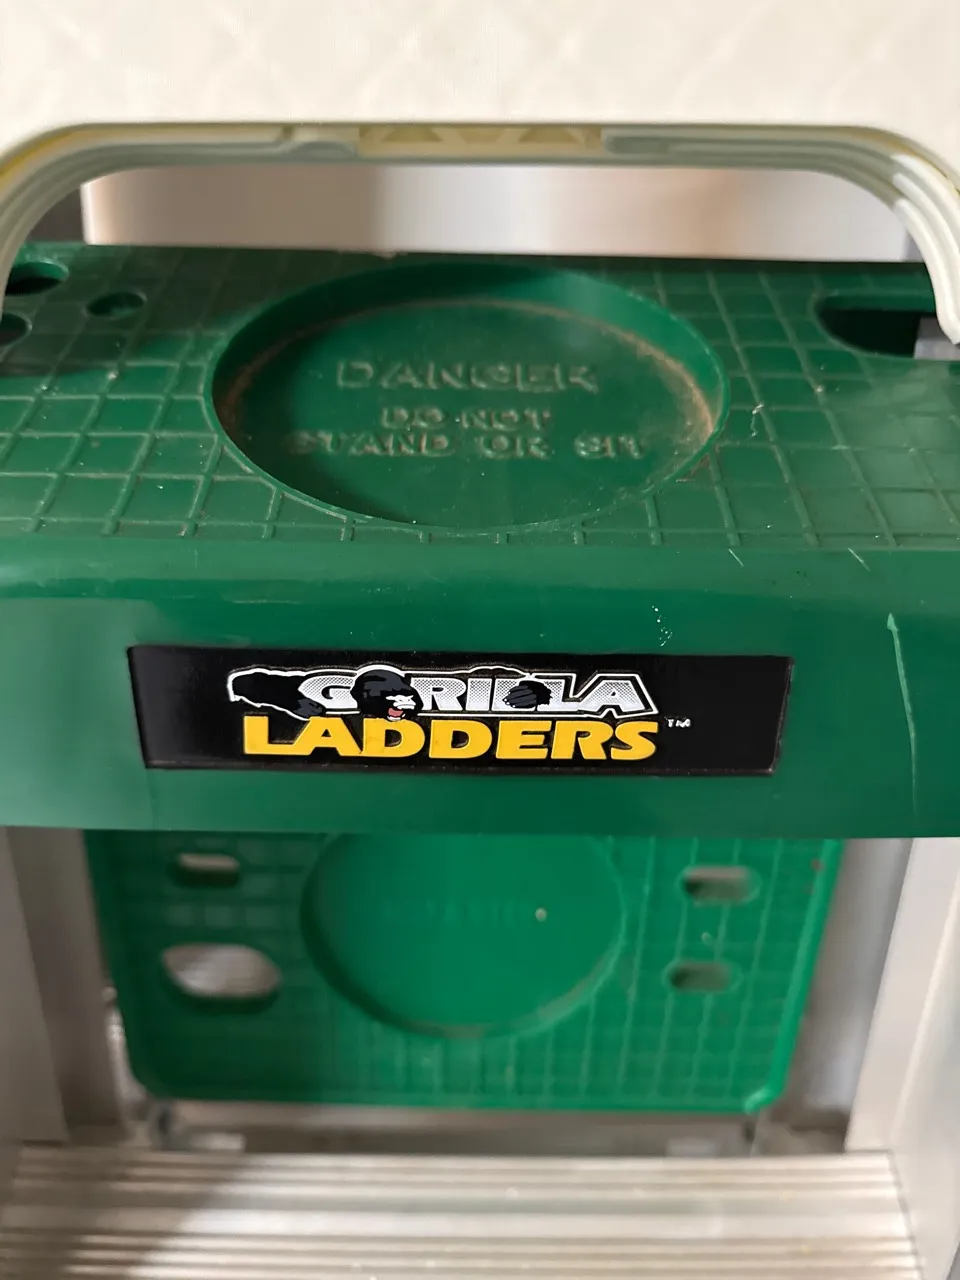 DANGER
DO NOT
STAND OR SIT
GORILLA
LADDERS™